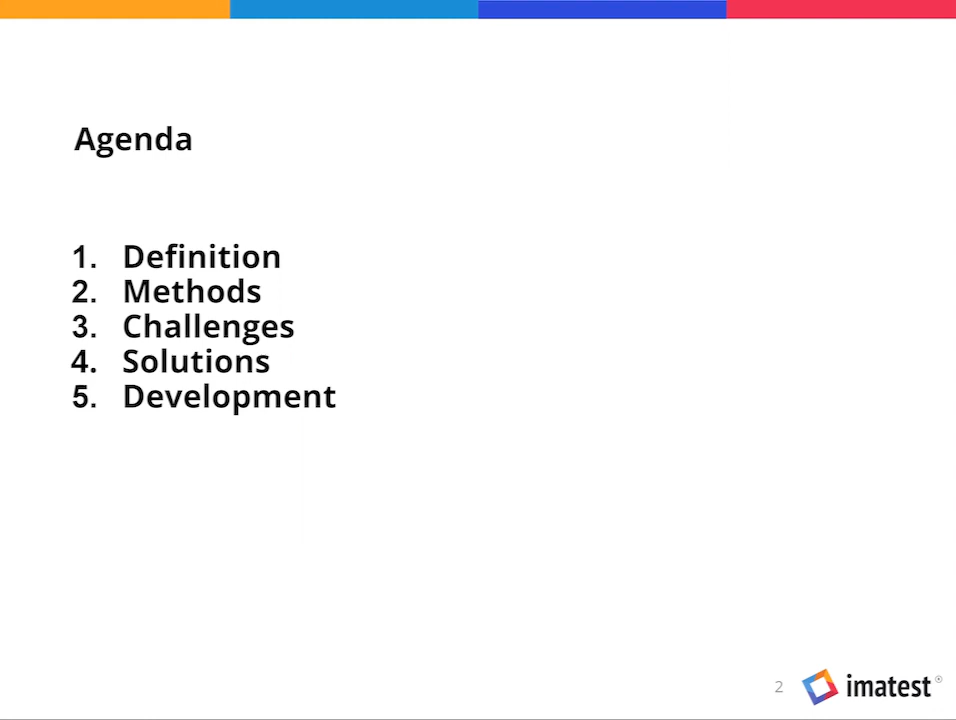 Agenda
1. Definition
2. Methods
3. Challenges
4. Solutions
5. Development
2
imatest®